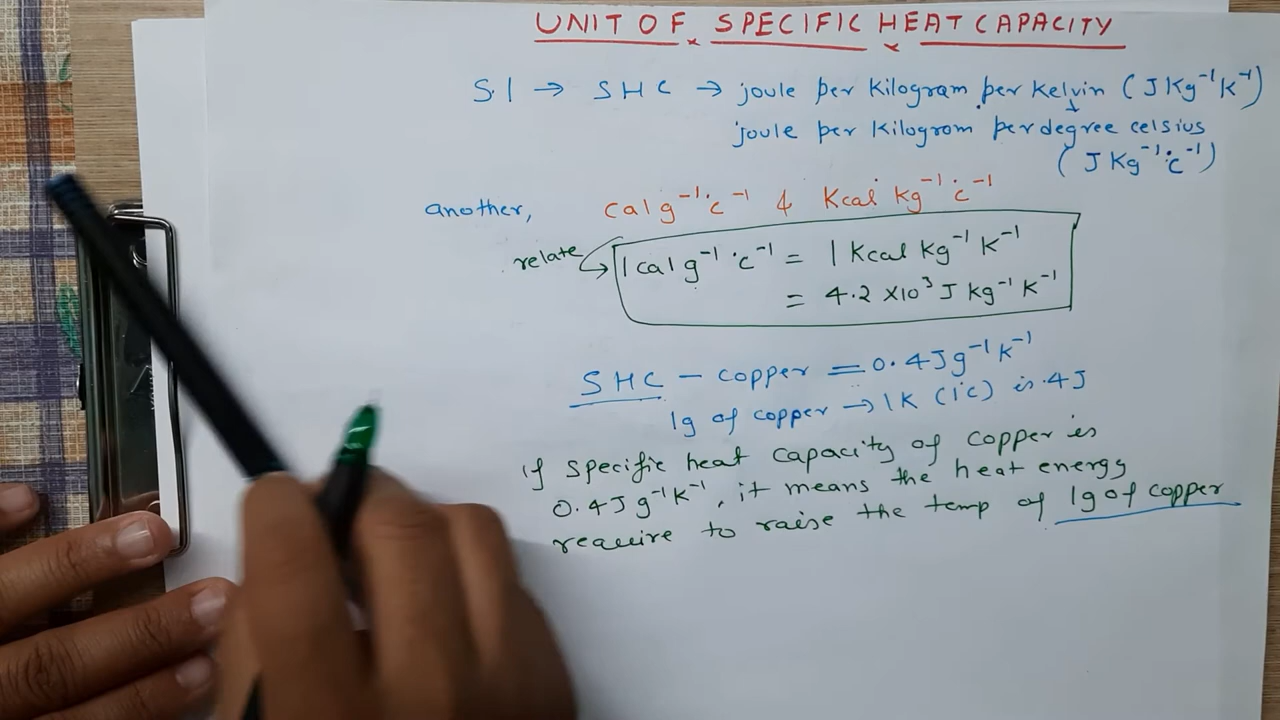 UNIT OF SPECIFIC HEAT CAPACITY
S.I → SHC → joule per kilogram per kelvin (J Kg⁻¹ K⁻¹)
joule per kilogrom per degree celsius
(J Kg⁻¹ °c⁻¹)
another, cal g⁻¹ °c⁻¹ & Kcal kg⁻¹ °c⁻¹
relate
1 cal g⁻¹ °c⁻¹ = 1 Kcal kg⁻¹ K⁻¹
= 4.2 ×10³ J kg⁻¹ K⁻¹
SHC - copper = 0.4 J g⁻¹ K⁻¹
1g of copper → 1K (1°c) is .4 J
if specific heat capacity of copper is
0.4 J g⁻¹ K⁻¹, it means the heat energy
require to raise the temp of 1g of copper